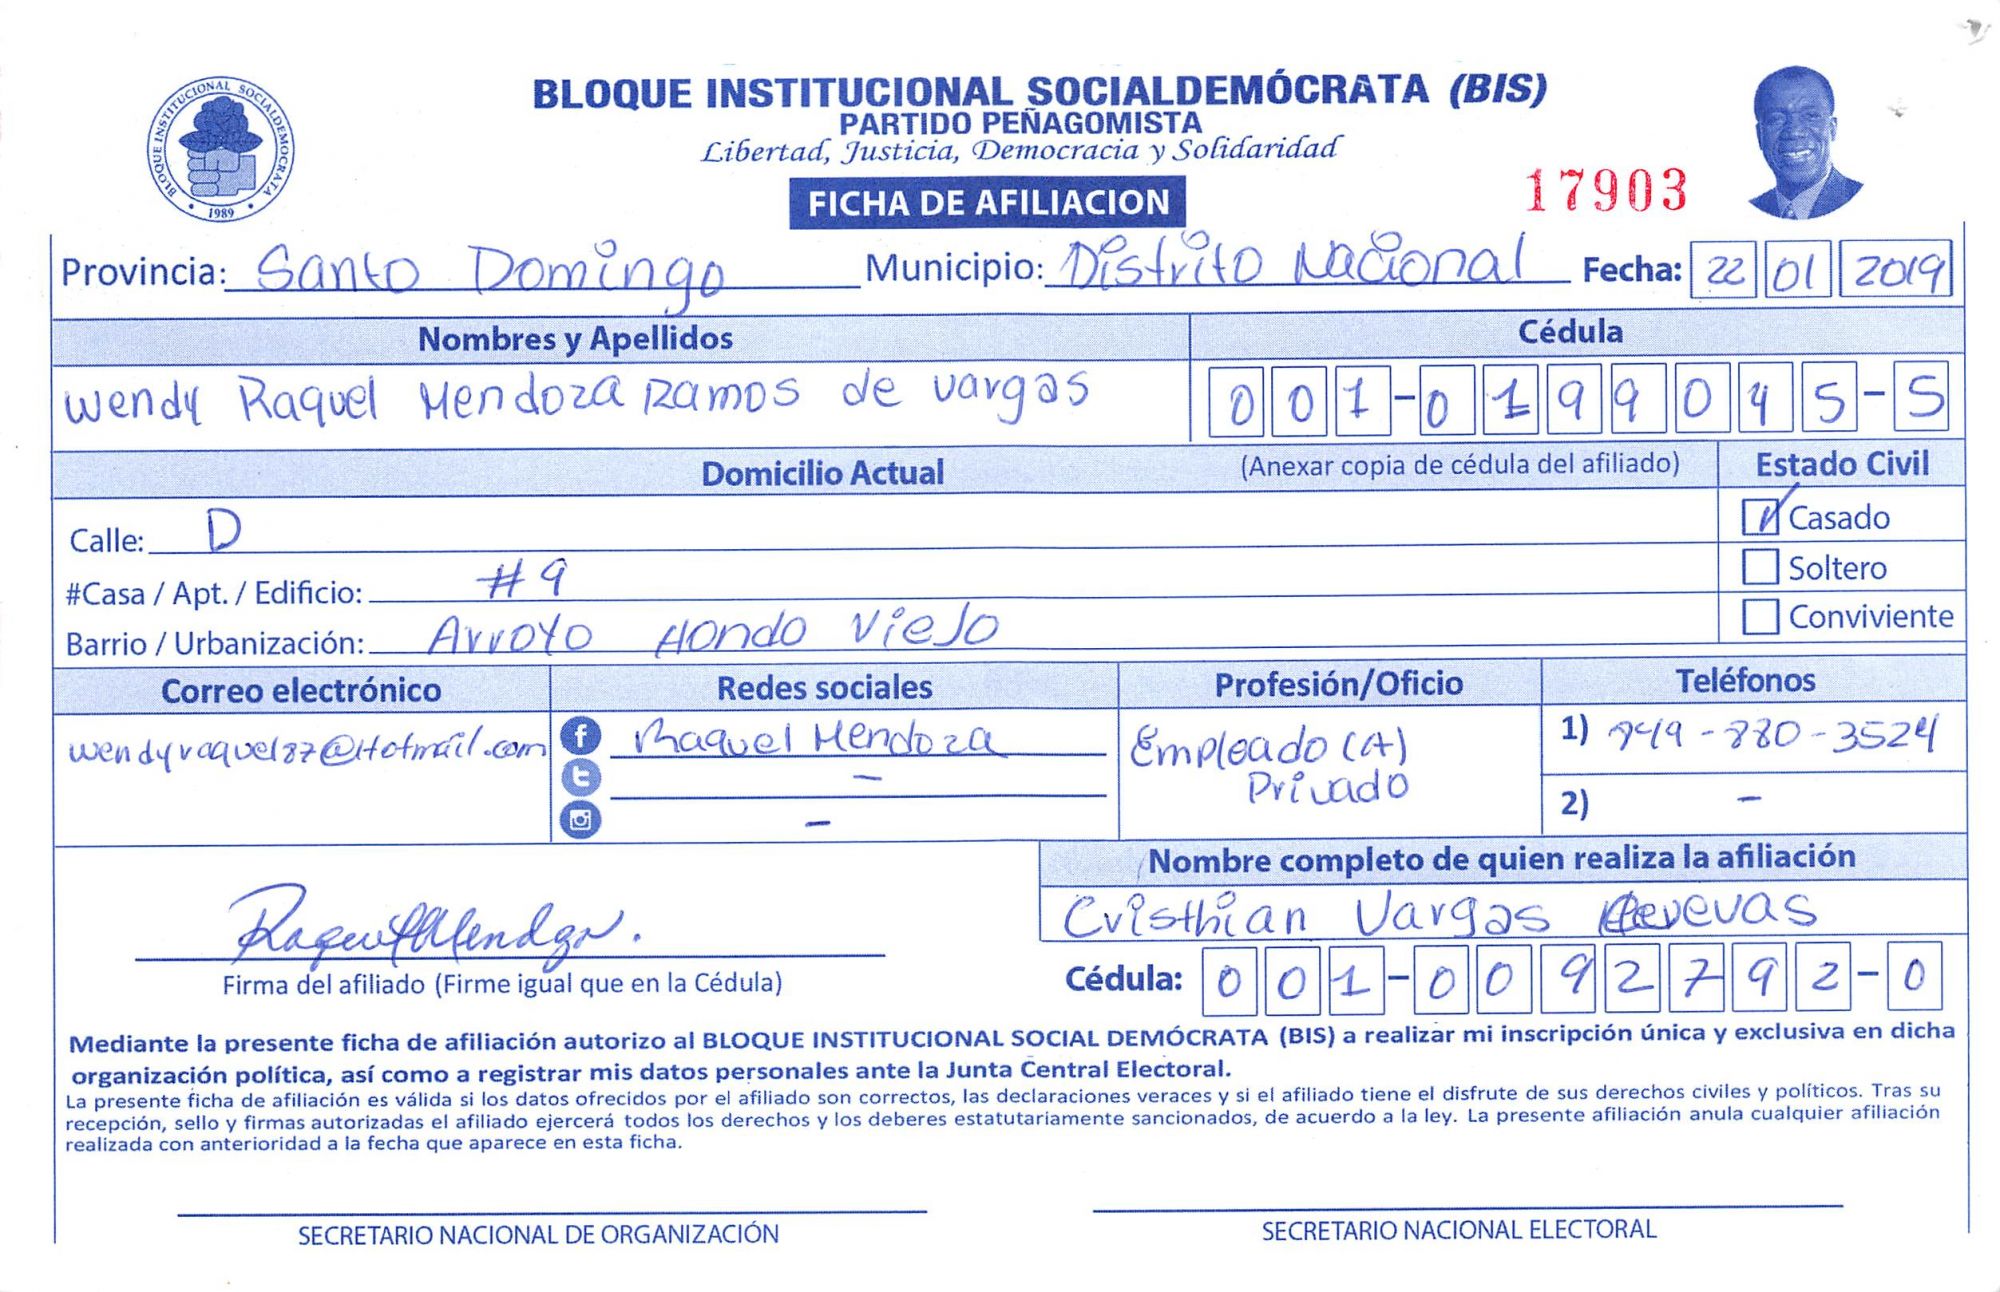 BLOQUE INSTITUCIONAL SOCIALDEMÓCRATA (BIS)
PARTIDO PEÑAGOMISTA
Libertad, Justicia, Democracia y Solidaridad
FICHA DE AFILIACION
17903
BLOQUE INSTITUCIONAL SOCIALDEMOCRATA
1989
Provincia: Santo Domingo Municipio: Distrito Nacional Fecha: 22 01 2019
Nombres y Apellidos Cédula
Wendy Raquel Mendoza Ramos de Vargas 001-0199045-5
Domicilio Actual (Anexar copia de cédula del afiliado) Estado Civil
Calle: D Casado
#Casa / Apt. / Edificio: #9 Soltero
Barrio / Urbanización: Arroyo Hondo Viejo Conviviente
Correo electrónico Redes sociales Profesión/Oficio Teléfonos
wendyraquel87@Hotmail.com Raquel Mendoza Empleado (A) 1) 849-880-3524
- Privado
- 2) -
Nombre completo de quien realiza la afiliación
Cristhian Vargas
Raquel Mendoza.
Firma del afiliado (Firme igual que en la Cédula) Cédula: 001-0092792-0
Mediante la presente ficha de afiliación autorizo al BLOQUE INSTITUCIONAL SOCIAL DEMÓCRATA (BIS) a realizar mi inscripción única y exclusiva en dicha
organización política, así como a registrar mis datos personales ante la Junta Central Electoral.
La presente ficha de afiliación es válida si los datos ofrecidos por el afiliado son correctos, las declaraciones veraces y si el afiliado tiene el disfrute de sus derechos civiles y políticos. Tras su
recepción, sello y firmas autorizadas el afiliado ejercerá todos los derechos y los deberes estatutariamente sancionados, de acuerdo a la ley. La presente afiliación anula cualquier afiliación
realizada con anterioridad a la fecha que aparece en esta ficha.
SECRETARIO NACIONAL DE ORGANIZACIÓN SECRETARIO NACIONAL ELECTORAL